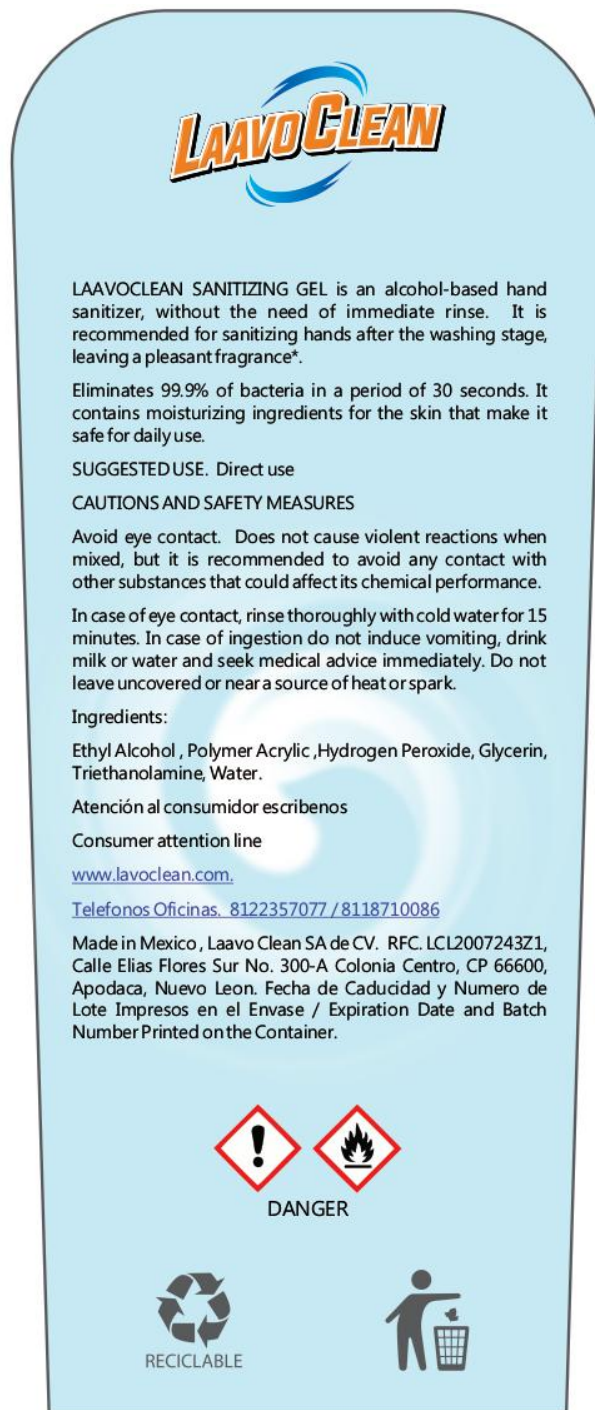 LAAVOCLEAN
LAAVOCLEAN SANITIZING GEL is an alcohol-based hand
sanitizer, without the need of immediate rinse. It is
recommended for sanitizing hands after the washing stage,
leaving a pleasant fragrance*.
Eliminates 99.9% of bacteria in a period of 30 seconds. It
contains moisturizing ingredients for the skin that make it
safe for daily use.
SUGGESTED USE. Direct use
CAUTIONS AND SAFETY MEASURES
Avoid eye contact. Does not cause violent reactions when
mixed, but it is recommended to avoid any contact with
other substances that could affect its chemical performance.
In case of eye contact, rinse thoroughly with cold water for 15
minutes. In case of ingestion do not induce vomiting, drink
milk or water and seek medical advice immediately. Do not
leave uncovered or near a source of heat or spark.
Ingredients:
Ethyl Alcohol , Polymer Acrylic ,Hydrogen Peroxide, Glycerin,
Triethanolamine, Water.
Atención al consumidor escribenos
Consumer attention line
www.lavoclean.com.
Telefonos Oficinas. 8122357077 / 8118710086
Made in Mexico , Laavo Clean SA de CV. RFC. LCL2007243Z1,
Calle Elias Flores Sur No. 300-A Colonia Centro, CP 66600,
Apodaca, Nuevo Leon. Fecha de Caducidad y Numero de
Lote Impresos en el Envase / Expiration Date and Batch
Number Printed on the Container.
DANGER
RECICLABLE